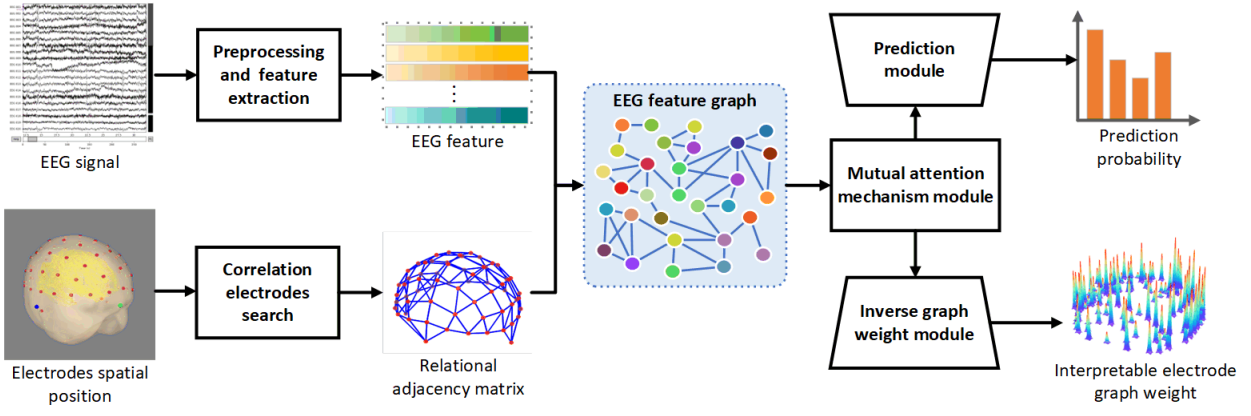 Preprocessing
and feature
extraction
EEG signal
EEG feature
EEG feature graph
Prediction
module
Prediction
probability
Mutual attention
mechanism module
Electrodes spatial
position
Correlation
electrodes
search
Relational
adjacency matrix
Inverse graph
weight module
Interpretable electrode
graph weight